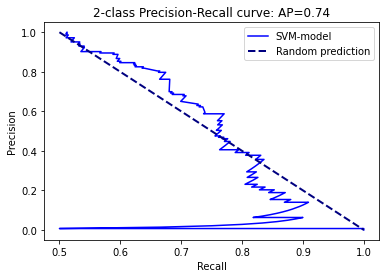 2-class Precision-Recall curve: AP=0.74
SVM-model
Random prediction
Precision
1.0
0.8
0.6
0.4
0.2
0.0
0.5 0.6 0.7 0.8 0.9 1.0
Recall